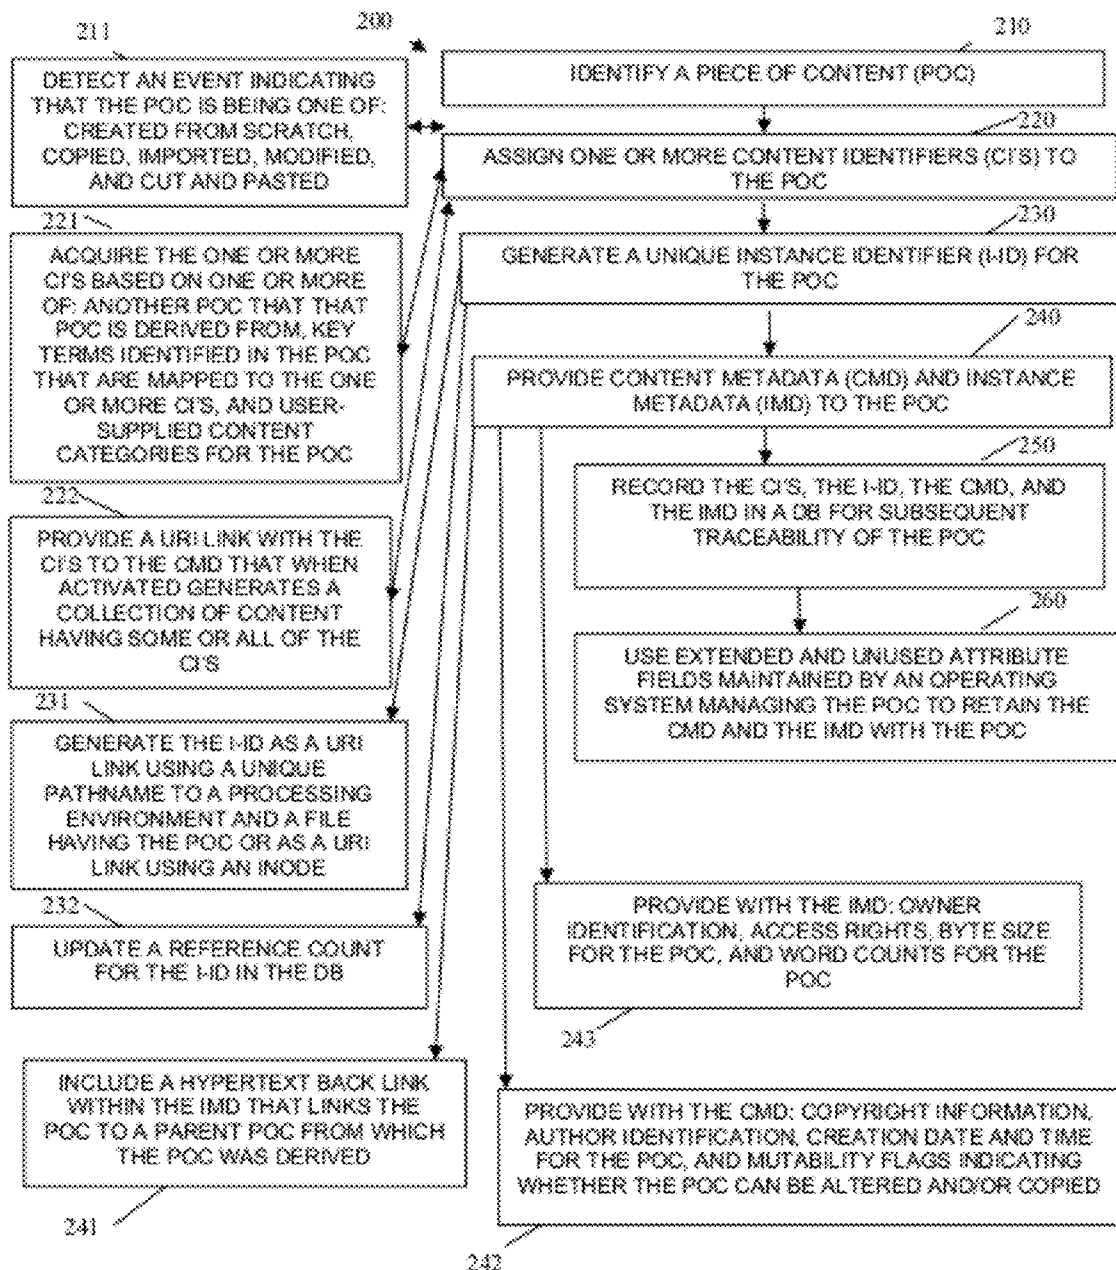 200
210
IDENTIFY A PIECE OF CONTENT (POC)
211
DETECT AN EVENT INDICATING
THAT THE POC IS BEING ONE OF:
CREATED FROM SCRATCH,
COPIED, IMPORTED, MODIFIED,
AND CUT AND PASTED
220
ASSIGN ONE OR MORE CONTENT IDENTIFIERS (CI'S) TO
THE POC
221
ACQUIRE THE ONE OR MORE
CI'S BASED ON ONE OR MORE
OF: ANOTHER POC THAT THAT
POC IS DERIVED FROM, KEY
TERMS IDENTIFIED IN THE POC
THAT ARE MAPPED TO THE ONE
OR MORE CI'S, AND USER-
SUPPLIED CONTENT
CATEGORIES FOR THE POC
222
PROVIDE A URI LINK WITH THE
CI'S TO THE CMD THAT WHEN
ACTIVATED GENERATES A
COLLECTION OF CONTENT
HAVING SOME OR ALL OF THE
CI'S
230
GENERATE A UNIQUE INSTANCE IDENTIFIER (I-ID) FOR
THE POC
231
GENERATE THE I-ID AS A URI
LINK USING A UNIQUE
PATHNAME TO A PROCESSING
ENVIRONMENT AND A FILE
HAVING THE POC OR AS A URI
LINK USING AN INODE
232
UPDATE A REFERENCE COUNT
FOR THE I-ID IN THE DB
240
PROVIDE CONTENT METADATA (CMD) AND INSTANCE
METADATA (IMD) TO THE POC
241
INCLUDE A HYPERTEXT BACK LINK
WITHIN THE IMD THAT LINKS THE
POC TO A PARENT POC FROM WHICH
THE POC WAS DERIVED
250
RECORD THE CI'S, THE I-ID, THE CMD, AND
THE IMD IN A DB FOR SUBSEQUENT
TRACEABILITY OF THE POC
260
USE EXTENDED AND UNUSED ATTRIBUTE
FIELDS MAINTAINED BY AN OPERATING
SYSTEM MANAGING THE POC TO RETAIN THE
CMD AND THE IMD WITH THE POC
PROVIDE WITH THE IMD: OWNER
IDENTIFICATION, ACCESS RIGHTS, BYTE SIZE
FOR THE POC, AND WORD COUNTS FOR THE
POC
243
PROVIDE WITH THE CMD: COPYRIGHT INFORMATION,
AUTHOR IDENTIFICATION, CREATION DATE AND TIME
FOR THE POC, AND MUTABILITY FLAGS INDICATING
WHETHER THE POC CAN BE ALTERED AND/OR COPIED
242